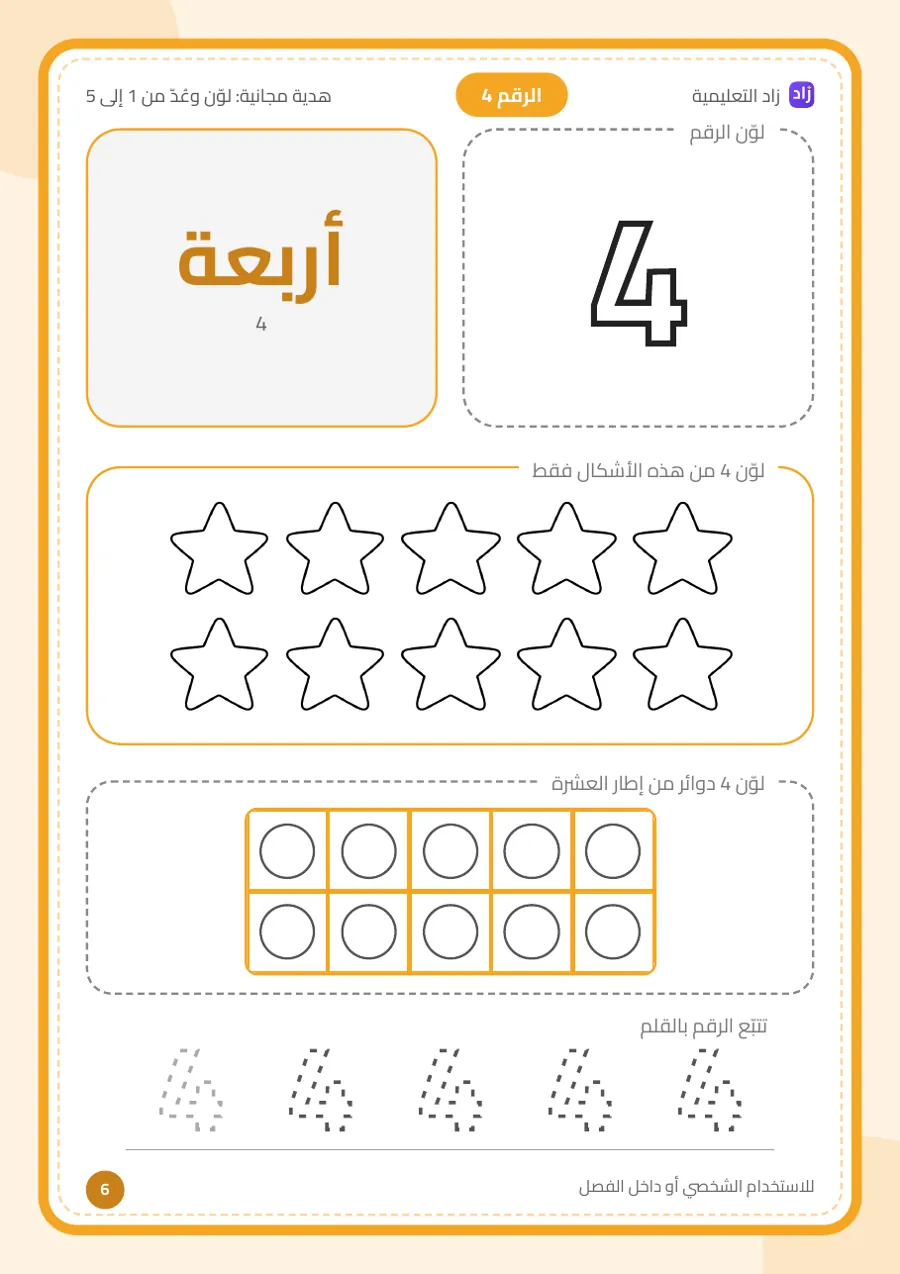 زاد
زاد التعليمية
الرقم 4
هدية مجانية: لوّن وعُدّ من 1 إلى 5
لوّن الرقم
4
أربعة
4
لوّن 4 من هذه الأشكال فقط
لوّن 4 دوائر من إطار العشرة
تتبّع الرقم بالقلم
4 4 4 4 4
للاستخدام الشخصي أو داخل الفصل
6